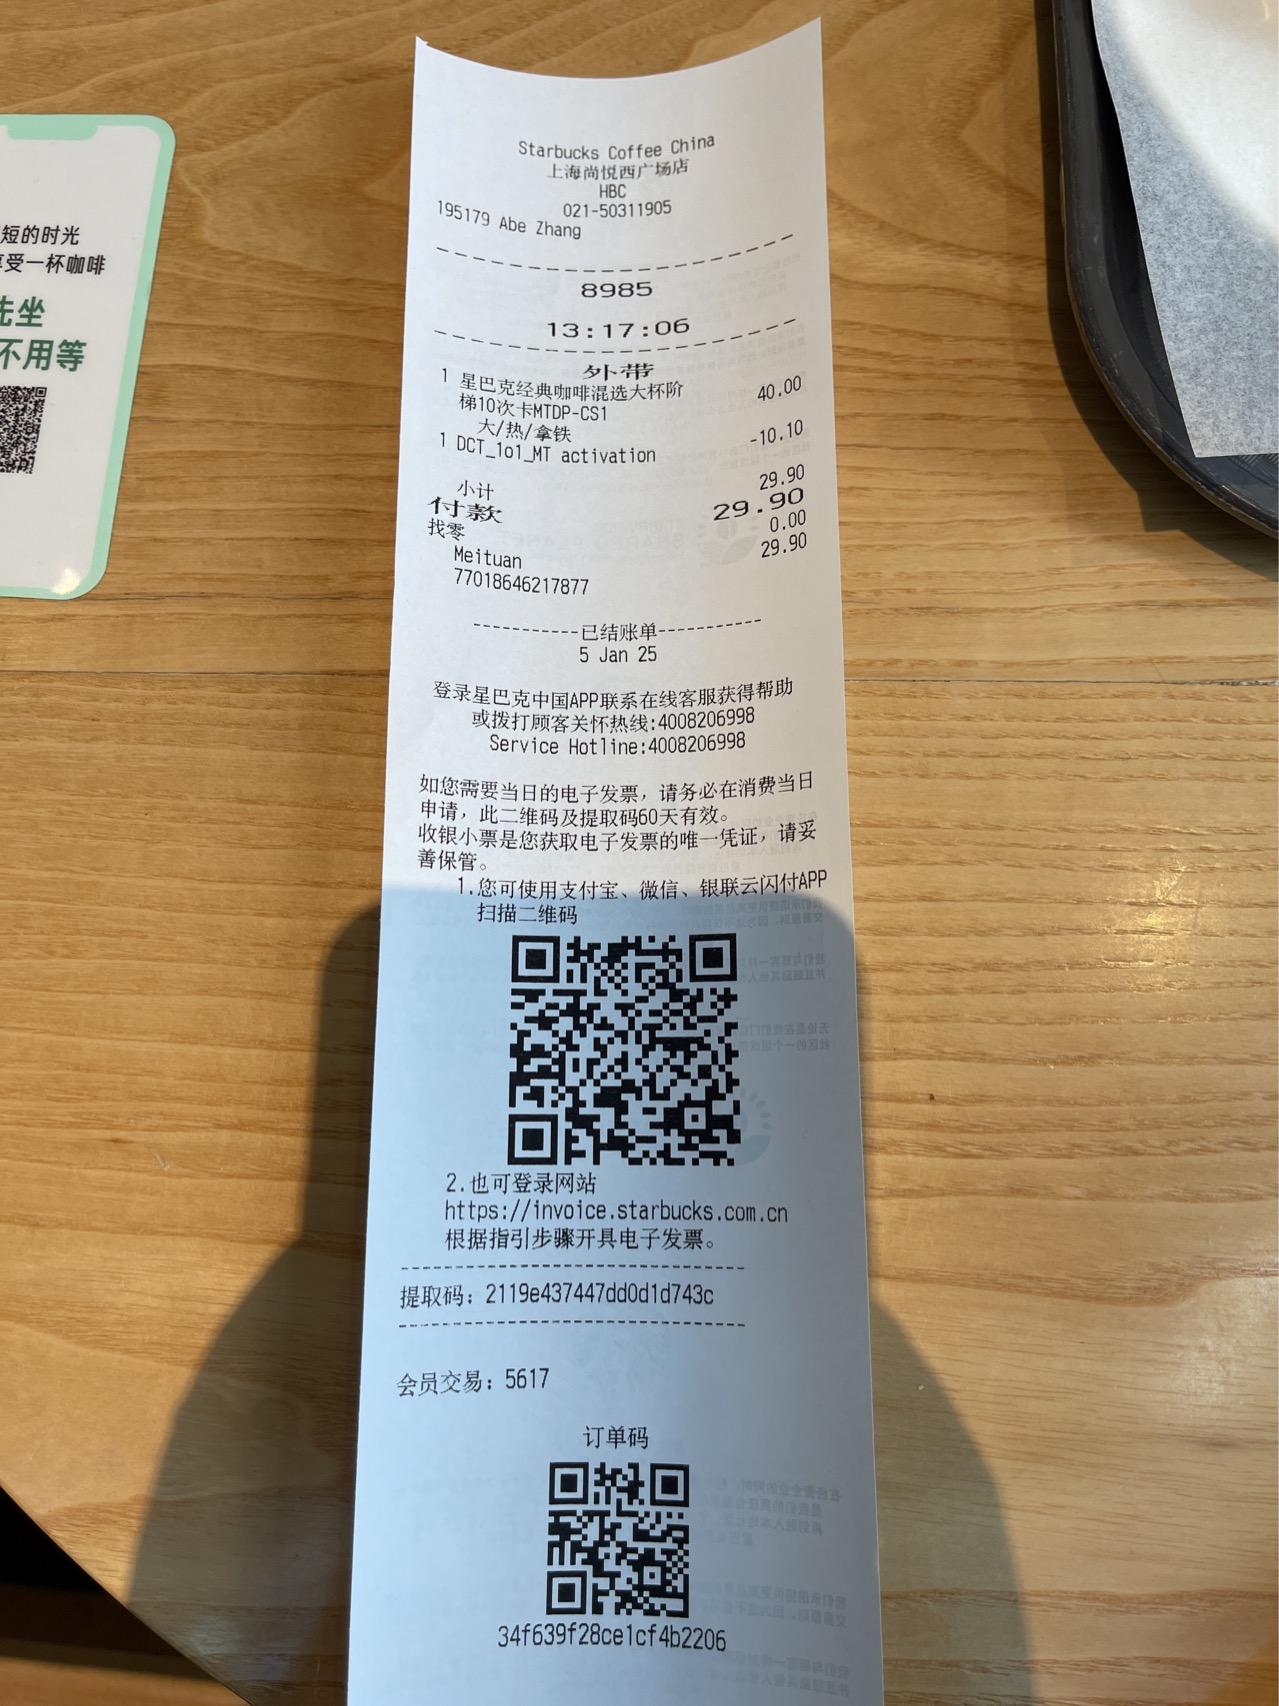 Starbucks Coffee China
上海尚悦西广场店
HBC
021-50311905
195179 Abe Zhang
8985
13:17:06
外带
1 星巴克经典咖啡混选大杯阶 40.00
梯10次卡MTDP-CS1
大/热/拿铁
1 DCT_1o1_MT activation -10.10
小计 29.90
付款 29.90
找零 0.00
Meituan 29.90
77018646217877
-----------已结账单-----------
5 Jan 25
登录星巴克中国APP联系在线客服获得帮助
或拨打顾客关怀热线:4008206998
Service Hotline:4008206998
如您需要当日的电子发票，请务必在消费当日
申请，此二维码及提取码60天有效。
收银小票是您获取电子发票的唯一凭证，请妥
善保管。
1.您可使用支付宝、微信、银联云闪付APP
扫描二维码
2.也可登录网站
https://invoice.starbucks.com.cn
根据指引步骤开具电子发票。
提取码：2119e437447dd0d1d743c
会员交易：5617
订单码
34f639f28ce1cf4b2206
短的时光
享受一杯咖啡
先坐
不用等